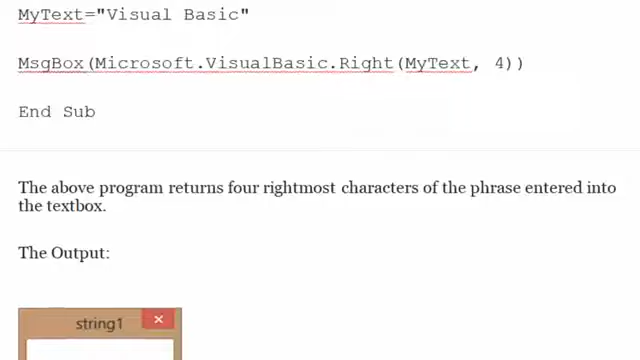 MyText="Visual Basic"
MsgBox(Microsoft.VisualBasic.Right(MyText, 4))
End Sub
The above program returns four rightmost characters of the phrase entered into
the textbox.
The Output:
string1